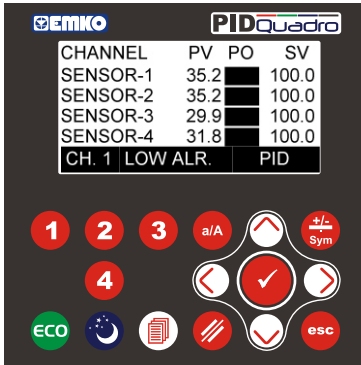 EMKO PIDQuadro
CHANNEL PV PO SV
SENSOR-1 35.2 100.0
SENSOR-2 35.2 100.0
SENSOR-3 29.9 100.0
SENSOR-4 31.8 100.0
CH. 1 LOW ALR. PID
1 2 3 a/A +/- Sym
4
ECO esc